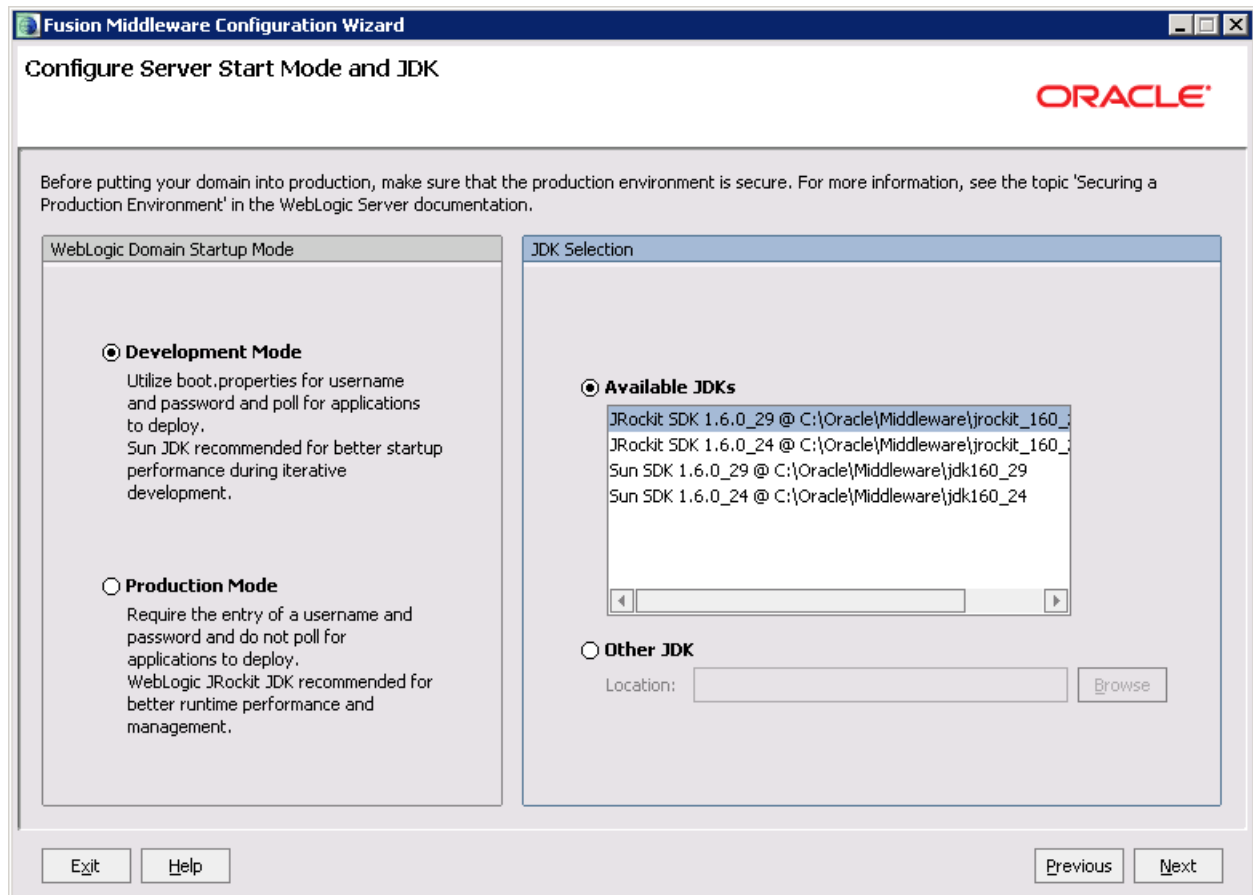 Fusion Middleware Configuration Wizard
Configure Server Start Mode and JDK
ORACLE
Before putting your domain into production, make sure that the production environment is secure. For more information, see the topic 'Securing a
Production Environment' in the WebLogic Server documentation.
WebLogic Domain Startup Mode
Development Mode
Utilize boot.properties for username
and password and poll for applications
to deploy.
Sun JDK recommended for better startup
performance during iterative
development.
Production Mode
Require the entry of a username and
password and do not poll for
applications to deploy.
WebLogic JRockit JDK recommended for
better runtime performance and
management.
JDK Selection
Available JDKs
JRockit SDK 1.6.0_29 @ C:\Oracle\Middleware\jrockit_160_
JRockit SDK 1.6.0_24 @ C:\Oracle\Middleware\jrockit_160_
Sun SDK 1.6.0_29 @ C:\Oracle\Middleware\jdk160_29
Sun SDK 1.6.0_24 @ C:\Oracle\Middleware\jdk160_24
Other JDK
Location:
Browse
Exit
Help
Previous
Next